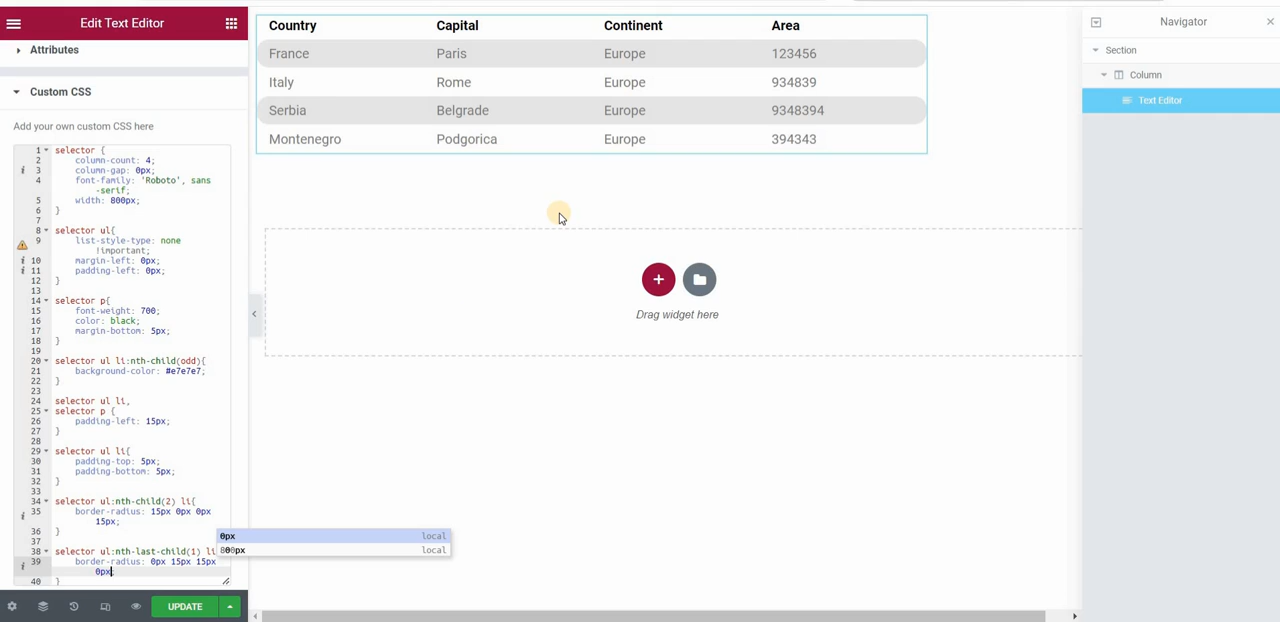 Edit Text Editor
Attributes
Custom CSS
Add your own custom CSS here
1 selector {
2 column-count: 4;
3 column-gap: 0px;
4 font-family: 'Roboto', sans
-serif;
5 width: 800px;
6 }
7
8 selector ul{
9 list-style-type: none
!important;
10 margin-left: 0px;
11 padding-left: 0px;
12 }
13
14 selector p{
15 font-weight: 700;
16 color: black;
17 margin-bottom: 5px;
18 }
19
20 selector ul li:nth-child(odd){
21 background-color: #e7e7e7;
22 }
23
24 selector ul li,
25 selector p {
26 padding-left: 15px;
27 }
28
29 selector ul li{
30 padding-top: 5px;
31 padding-bottom: 5px;
32 }
33
34 selector ul:nth-child(2) li{
35 border-radius: 15px 0px 0px
15px;
36 }
37
38 selector ul:nth-last-child(1) li
39 border-radius: 0px 15px 15px
0px;
40 }
0px local
800px local
UPDATE
Country Capital Continent Area
France Paris Europe 123456
Italy Rome Europe 934839
Serbia Belgrade Europe 9348394
Montenegro Podgorica Europe 394343
Drag widget here
Navigator
Section
Column
Text Editor